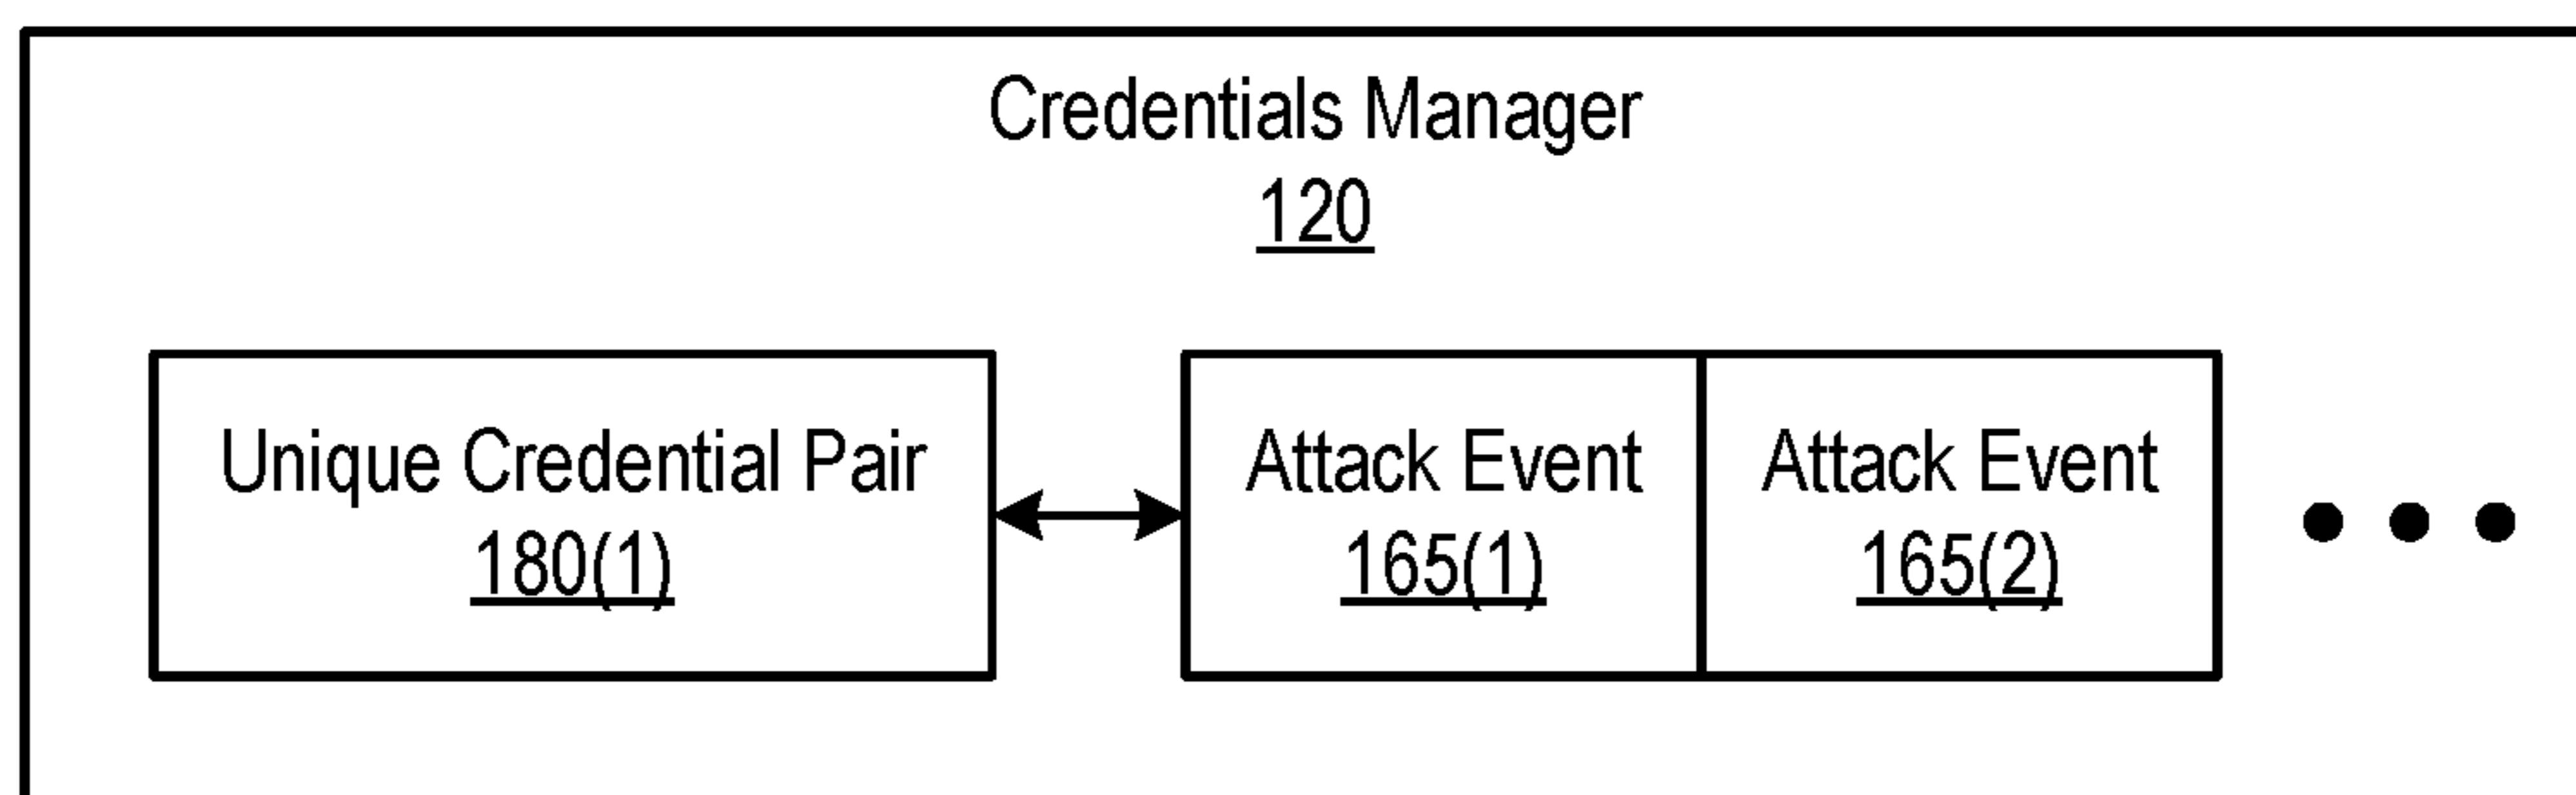 Credentials Manager
120
Unique Credential Pair
180(1)
Attack Event
165(1)
Attack Event
165(2)